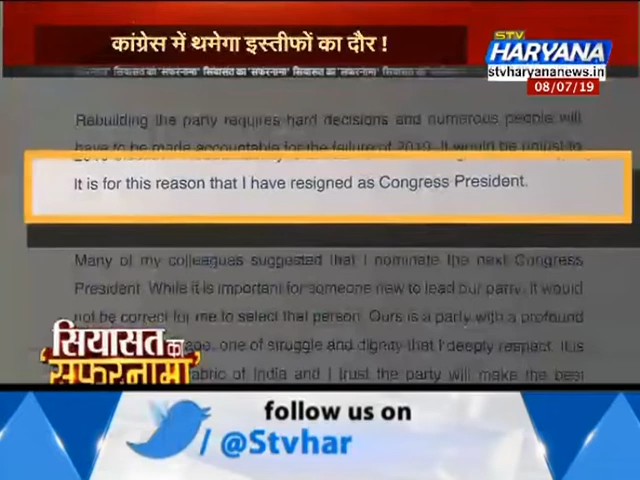 कांग्रेस में थमेगा इस्तीफों का दौर !
STV
HARYANA
stvharyananews.in
08/07/19
Rebuilding the party requires hard decisions and numerous people will
have to be made accountable for the failure of 2019. It would be unjust to
It is for this reason that I have resigned as Congress President.
Many of my colleagues suggested that I nominate the next Congress
President. While it is important for someone new to lead our party, it would
not be correct for me to select that person. Ours is a party with a profound
one of struggle and dignity that I deeply respect. It is
of India and I trust the party will make the best
सियासत का
'सफरनामा'
follow us on
/ @Stvhar